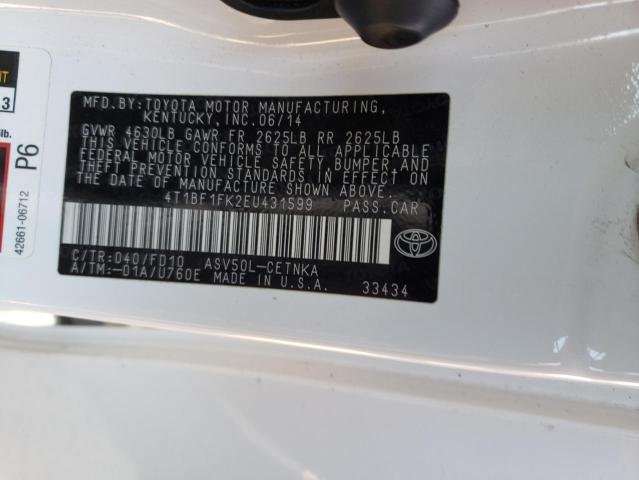 MFD.BY:TOYOTA MOTOR MANUFACTURING,
KENTUCKY, INC.06/14
GVWR 4630LB GAWR FR 2625LB RR 2625LB
THIS VEHICLE CONFORMS TO ALL APPLICABLE
FEDERAL MOTOR VEHICLE SAFETY, BUMPER AND
THEFT PREVENTION STANDARDS IN EFFECT ON
THE DATE OF MANUFACTURE SHOWN ABOVE.
4T1BF1FK2EU431599 PASS.CAR
C/TR:040/FD10 ASV50L-CETNKA
A/TM:-01A/U760E MADE IN U.S.A. 33434
3
lb.
P6
42661-06712